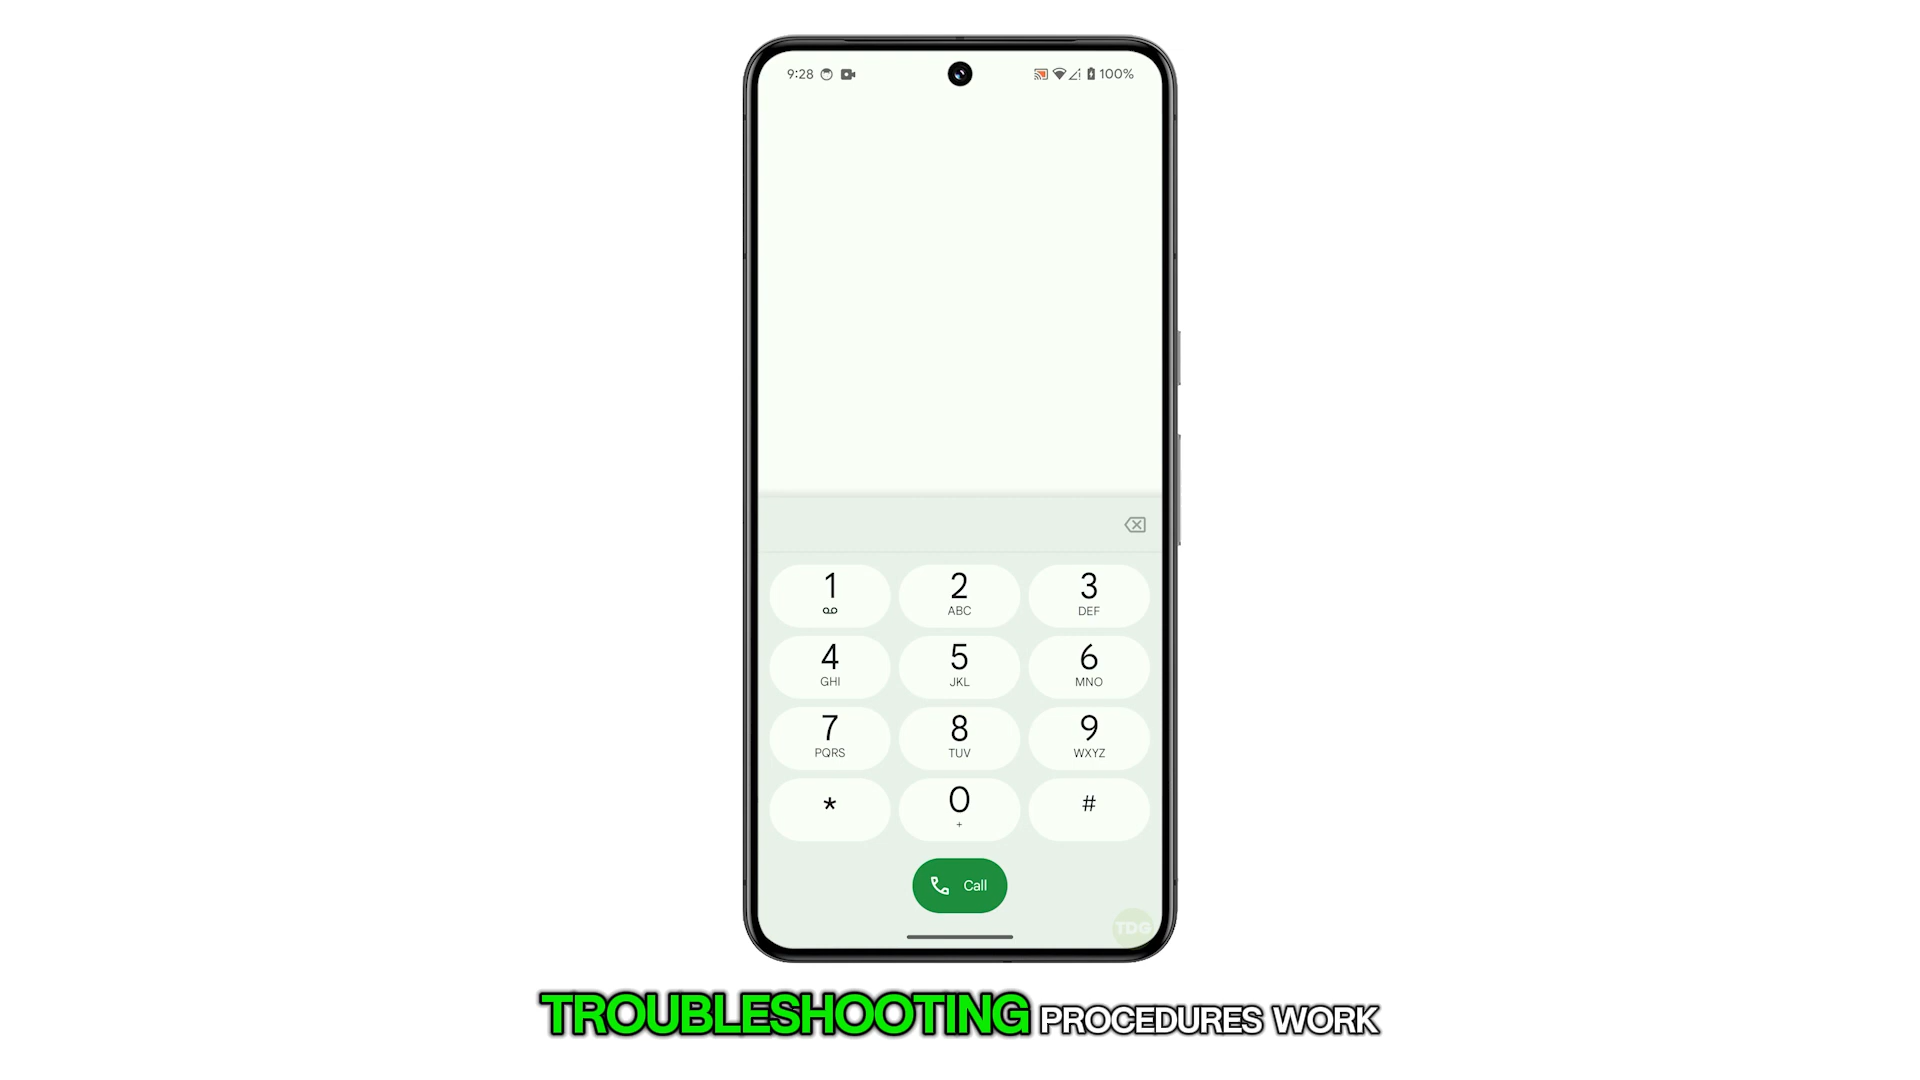 9:28 100%
1 2 3
ABC DEF
4 5 6
GHI JKL MNO
7 8 9
PQRS TUV WXYZ
* 0 #
+
Call
TDG
TROUBLESHOOTING PROCEDURES WORK